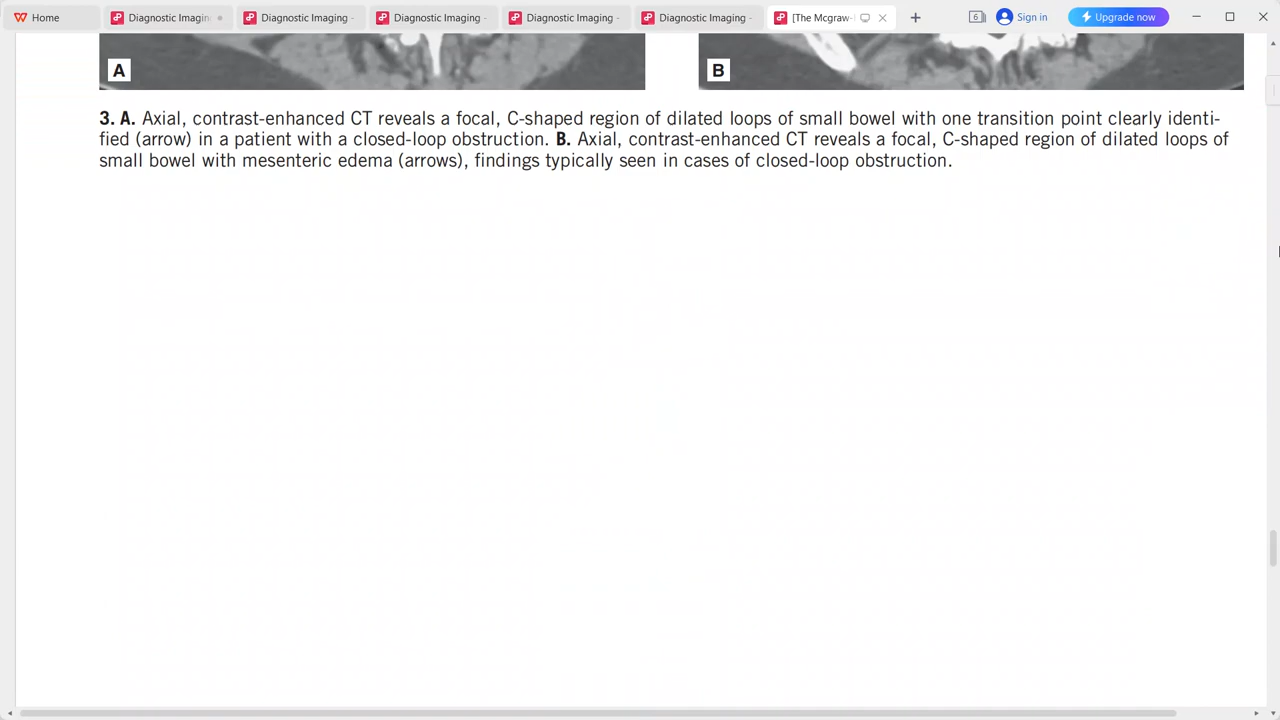 Home
Diagnostic Imaging
Diagnostic Imaging -
Diagnostic Imaging -
Diagnostic Imaging -
Diagnostic Imaging -
[The Mcgraw-
6
Sign in
Upgrade now
A
B
3. A. Axial, contrast-enhanced CT reveals a focal, C-shaped region of dilated loops of small bowel with one transition point clearly identi-
fied (arrow) in a patient with a closed-loop obstruction. B. Axial, contrast-enhanced CT reveals a focal, C-shaped region of dilated loops of
small bowel with mesenteric edema (arrows), findings typically seen in cases of closed-loop obstruction.